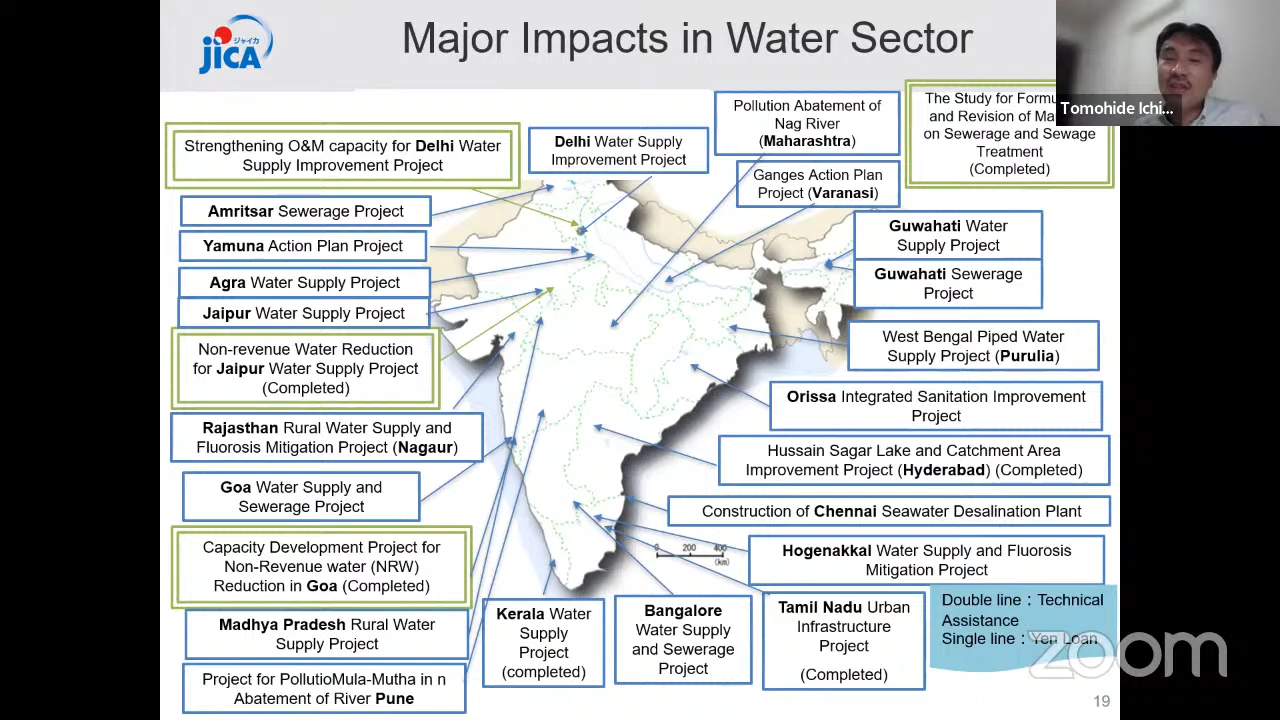 ジャイカ
JICA
Major Impacts in Water Sector
Tomohide Ichi...
Strengthening O&M capacity for Delhi Water
Supply Improvement Project
Delhi Water Supply
Improvement Project
Pollution Abatement of
Nag River
(Maharashtra)
The Study for Formu
and Revision of Ma
on Sewerage and Sewage
Treatment
(Completed)
Ganges Action Plan
Project (Varanasi)
Amritsar Sewerage Project
Yamuna Action Plan Project
Agra Water Supply Project
Jaipur Water Supply Project
Non-revenue Water Reduction
for Jaipur Water Supply Project
(Completed)
Rajasthan Rural Water Supply and
Fluorosis Mitigation Project (Nagaur)
Goa Water Supply and
Sewerage Project
Capacity Development Project for
Non-Revenue water (NRW)
Reduction in Goa (Completed)
Madhya Pradesh Rural Water
Supply Project
Project for PollutioMula-Mutha in n
Abatement of River Pune
Guwahati Water
Supply Project
Guwahati Sewerage
Project
West Bengal Piped Water
Supply Project (Purulia)
Orissa Integrated Sanitation Improvement
Project
Hussain Sagar Lake and Catchment Area
Improvement Project (Hyderabad) (Completed)
Construction of Chennai Seawater Desalination Plant
0 200 400
(km)
Hogenakkal Water Supply and Fluorosis
Mitigation Project
Kerala Water
Supply
Project
(completed)
Bangalore
Water Supply
and Sewerage
Project
Tamil Nadu Urban
Infrastructure
Project
(Completed)
Double line：Technical
Assistance
Single line：Yen Loan
zoom
19